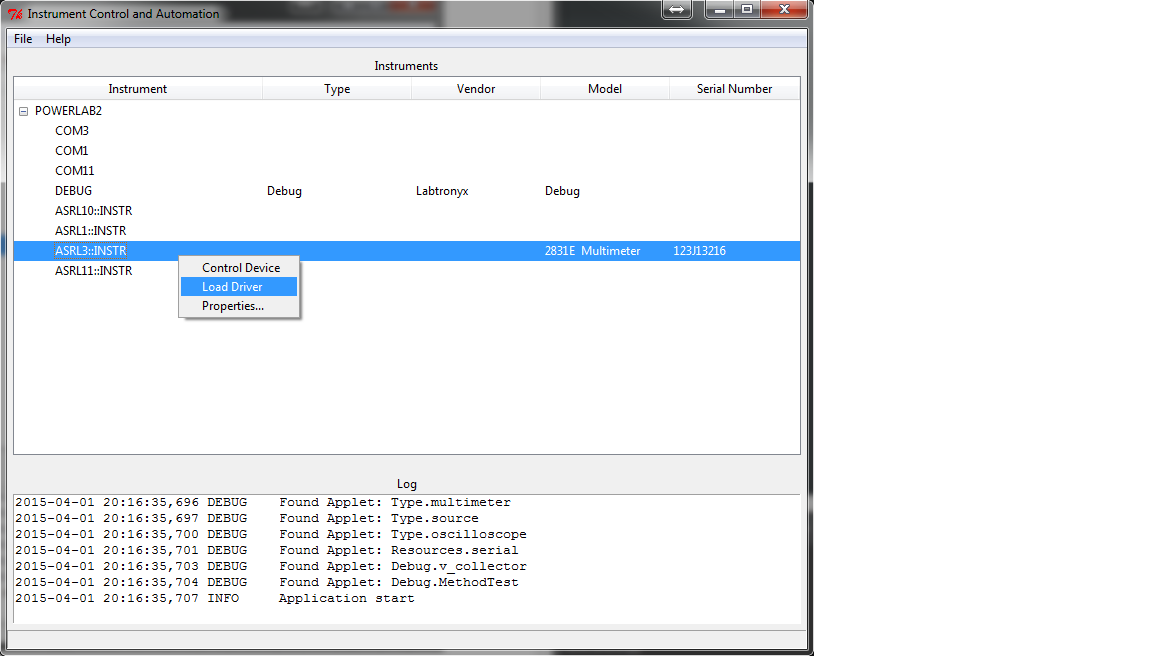 Instrument Control and Automation
File Help
Instruments
Instrument Type Vendor Model Serial Number
POWERLAB2
COM3
COM1
COM11
DEBUG Debug Labtronyx Debug
ASRL10::INSTR
ASRL1::INSTR
ASRL3::INSTR 2831E Multimeter 123J13216
ASRL11::INSTR
Control Device
Load Driver
Properties...
Log
2015-04-01 20:16:35,696 DEBUG Found Applet: Type.multimeter
2015-04-01 20:16:35,697 DEBUG Found Applet: Type.source
2015-04-01 20:16:35,700 DEBUG Found Applet: Type.oscilloscope
2015-04-01 20:16:35,701 DEBUG Found Applet: Resources.serial
2015-04-01 20:16:35,703 DEBUG Found Applet: Debug.v_collector
2015-04-01 20:16:35,704 DEBUG Found Applet: Debug.MethodTest
2015-04-01 20:16:35,707 INFO Application start